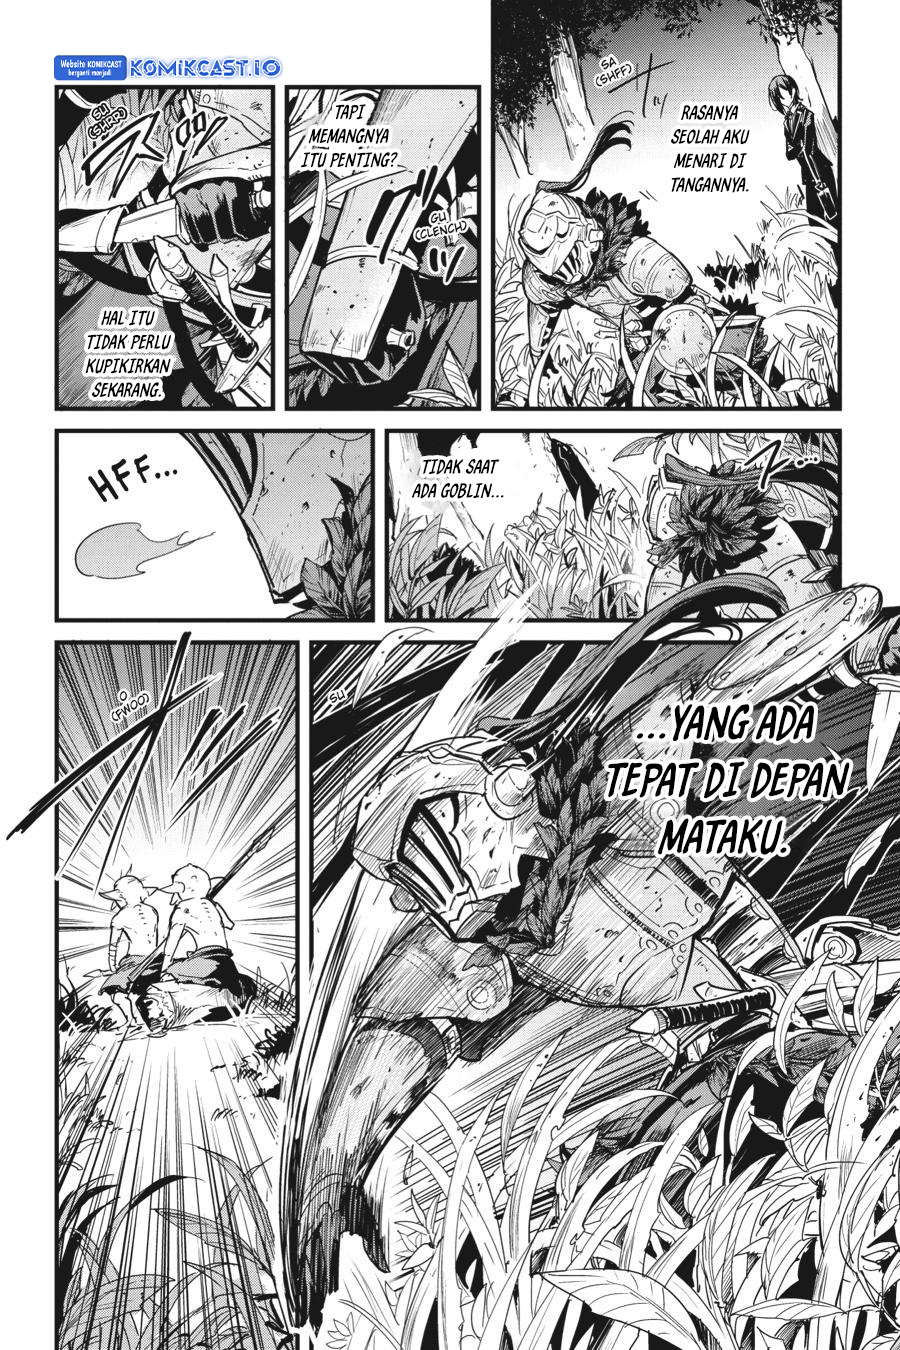 Website KOMIKCAST
berganti menjadi
KOMIKCAST.IO
SA
(SHFF)
RASANYA
SEOLAH AKU
MENARI DI
TANGANNYA.
TAPI
MEMANGNYA
ITU PENTING?
GU
(CLENCH)
SU
(SHFF)
HAL ITU
TIDAK PERLU
KUPIKIRKAN
SEKARANG.
TIDAK SAAT
ADA GOBLIN...
HFF...
SU
...YANG ADA
TEPAT DI DEPAN
MATAKU.
O
(FWOO)